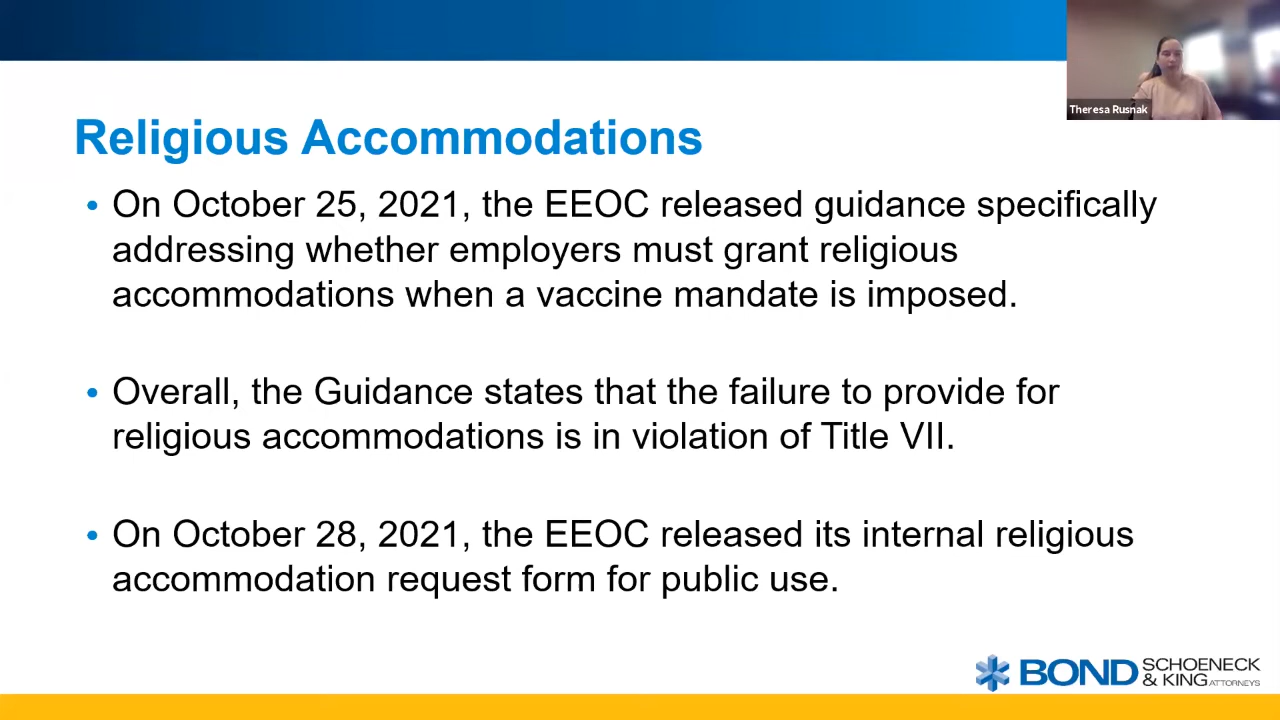 Theresa Rusnak
Religious Accommodations
• On October 25, 2021, the EEOC released guidance specifically
addressing whether employers must grant religious
accommodations when a vaccine mandate is imposed.
• Overall, the Guidance states that the failure to provide for
religious accommodations is in violation of Title VII.
• On October 28, 2021, the EEOC released its internal religious
accommodation request form for public use.
BOND SCHOENECK
& KING ATTORNEYS